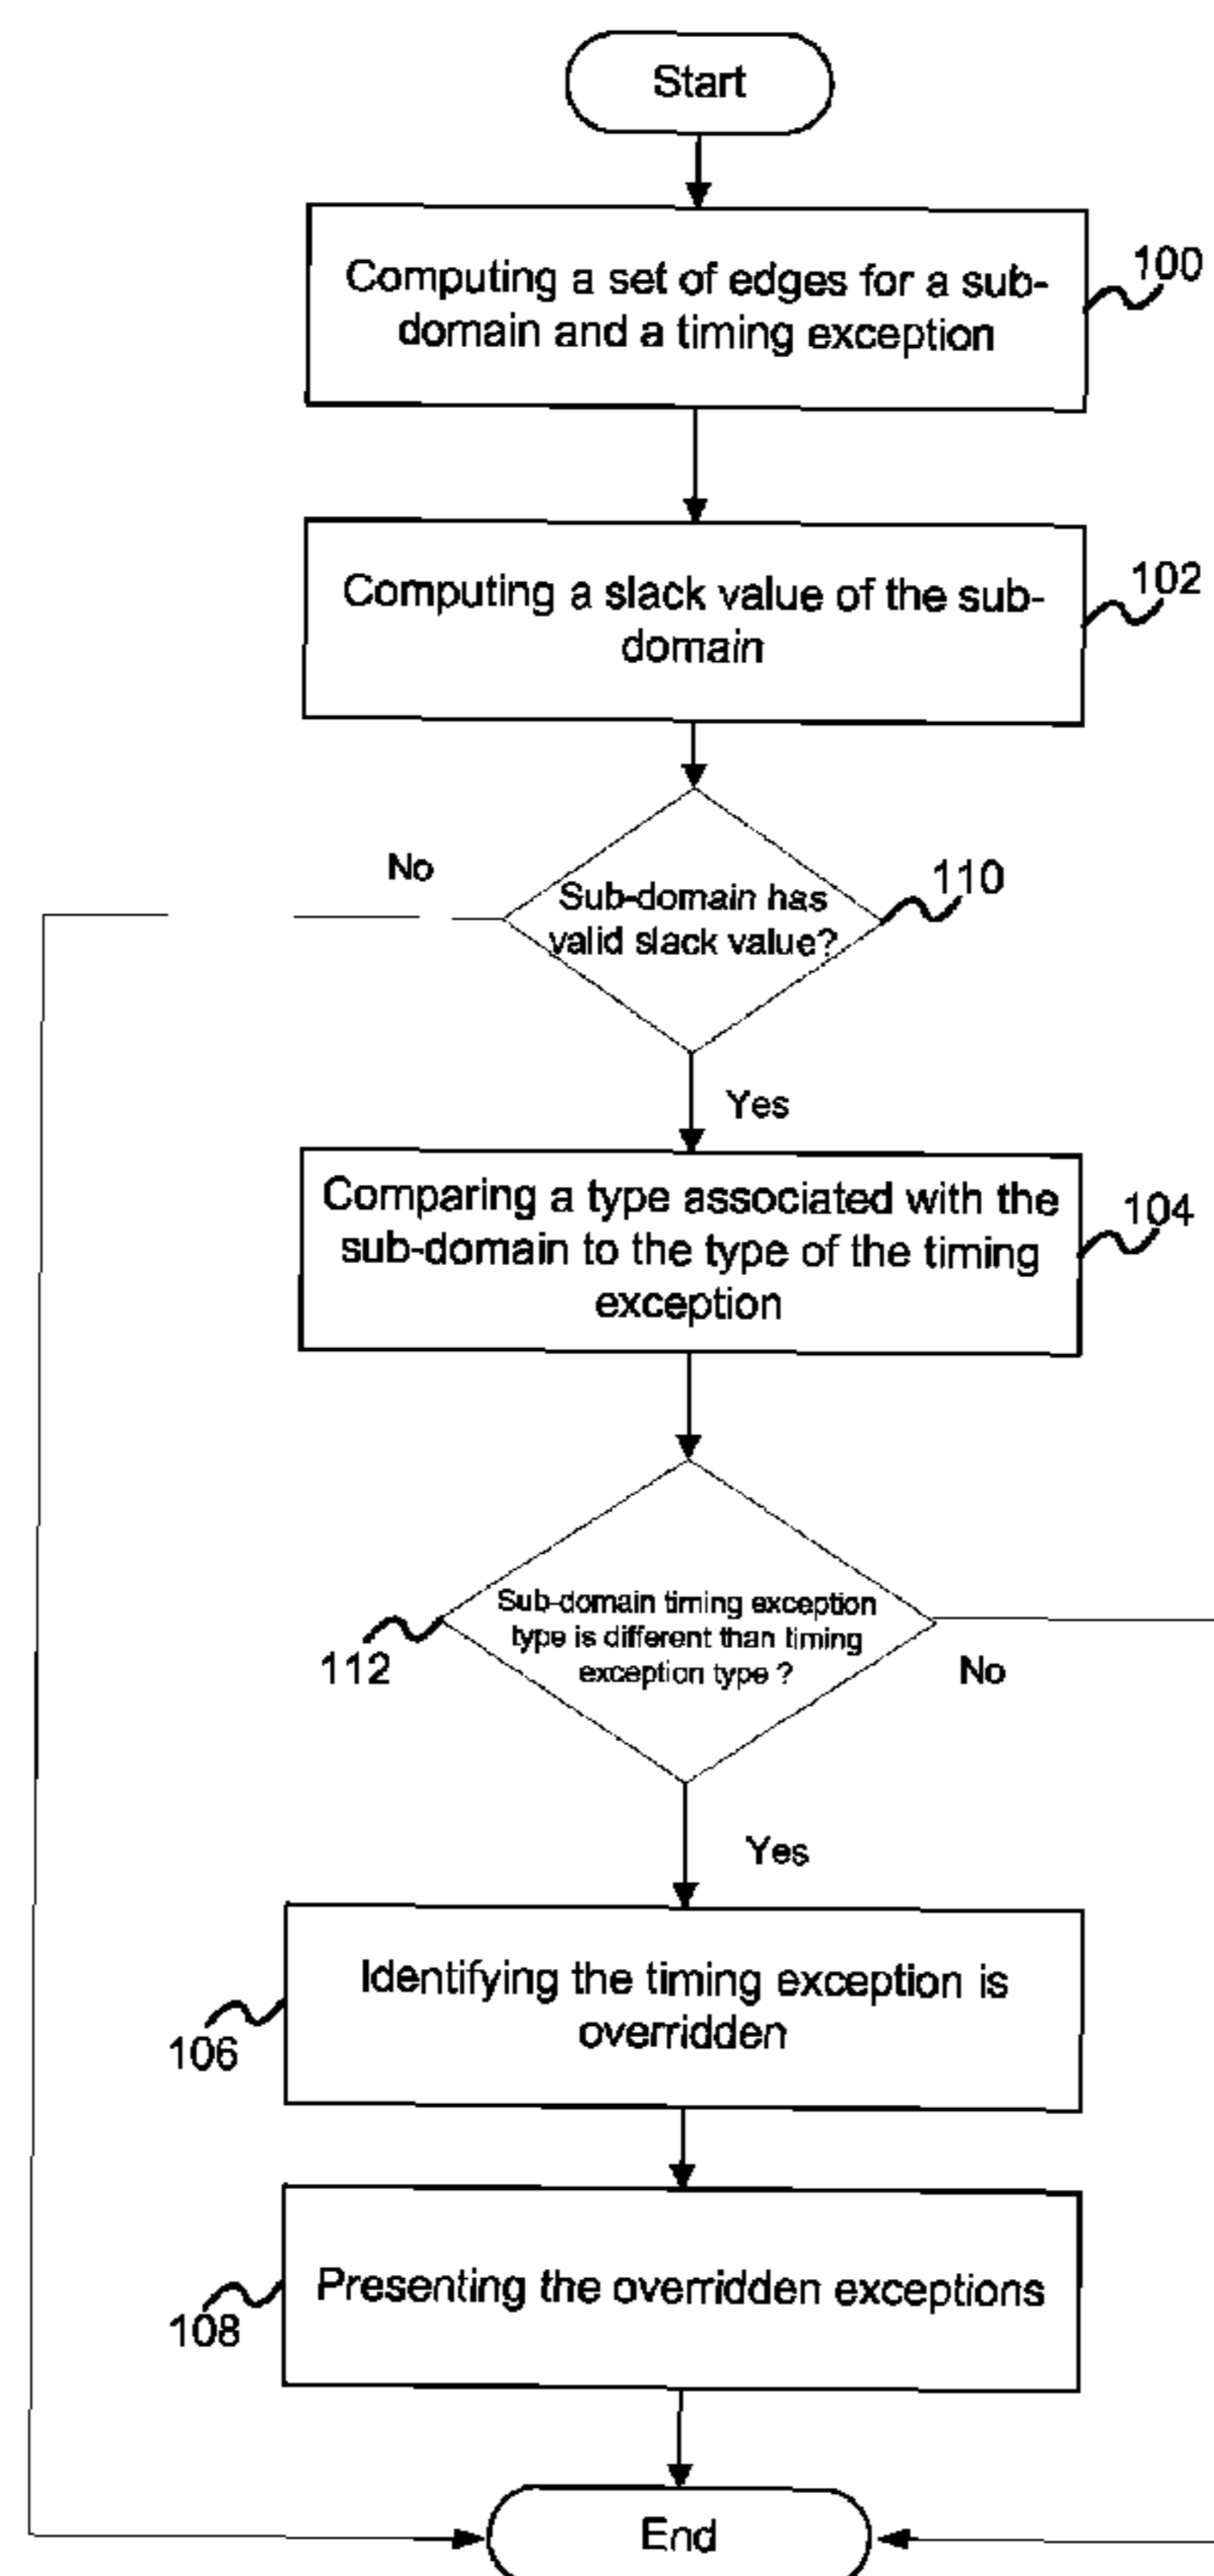 Start
Computing a set of edges for a sub-
domain and a timing exception
100
Computing a slack value of the sub-
domain
102
No
Sub-domain has
valid slack value?
110
Yes
Comparing a type associated with the
sub-domain to the type of the timing
exception
104
Sub-domain timing exception
type is different than timing
exception type ?
112
No
Yes
Identifying the timing exception is
overridden
106
Presenting the overridden exceptions
108
End